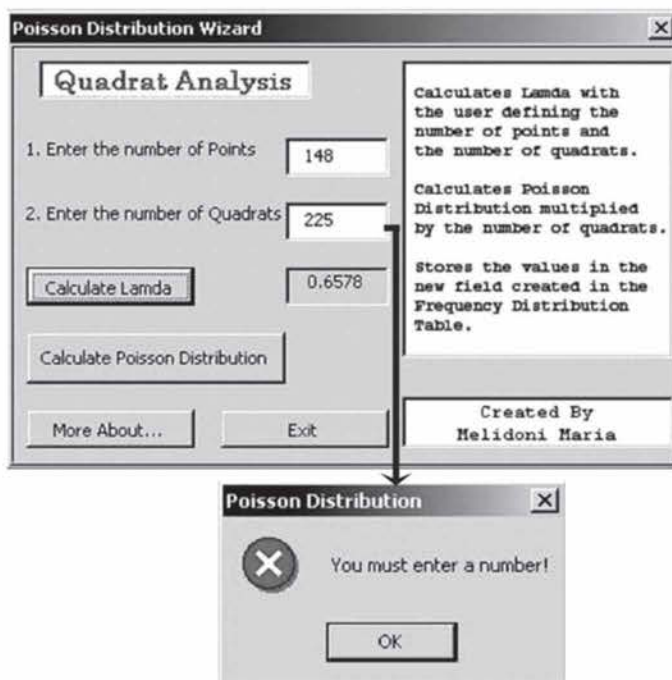 Poisson Distribution Wizard
Quadrat Analysis
1. Enter the number of Points
148
2. Enter the number of Quadrats
225
Calculate Lamda
0.6578
Calculate Poisson Distribution
More About...
Exit
Calculates Lamda with
the user defining the
number of points and
the number of quadrats.
Calculates Poisson
Distribution multiplied
by the number of quadrats.
Stores the values in the
new field created in the
Frequency Distribution
Table.
Created By
Melidoni Maria
Poisson Distribution
You must enter a number!
OK